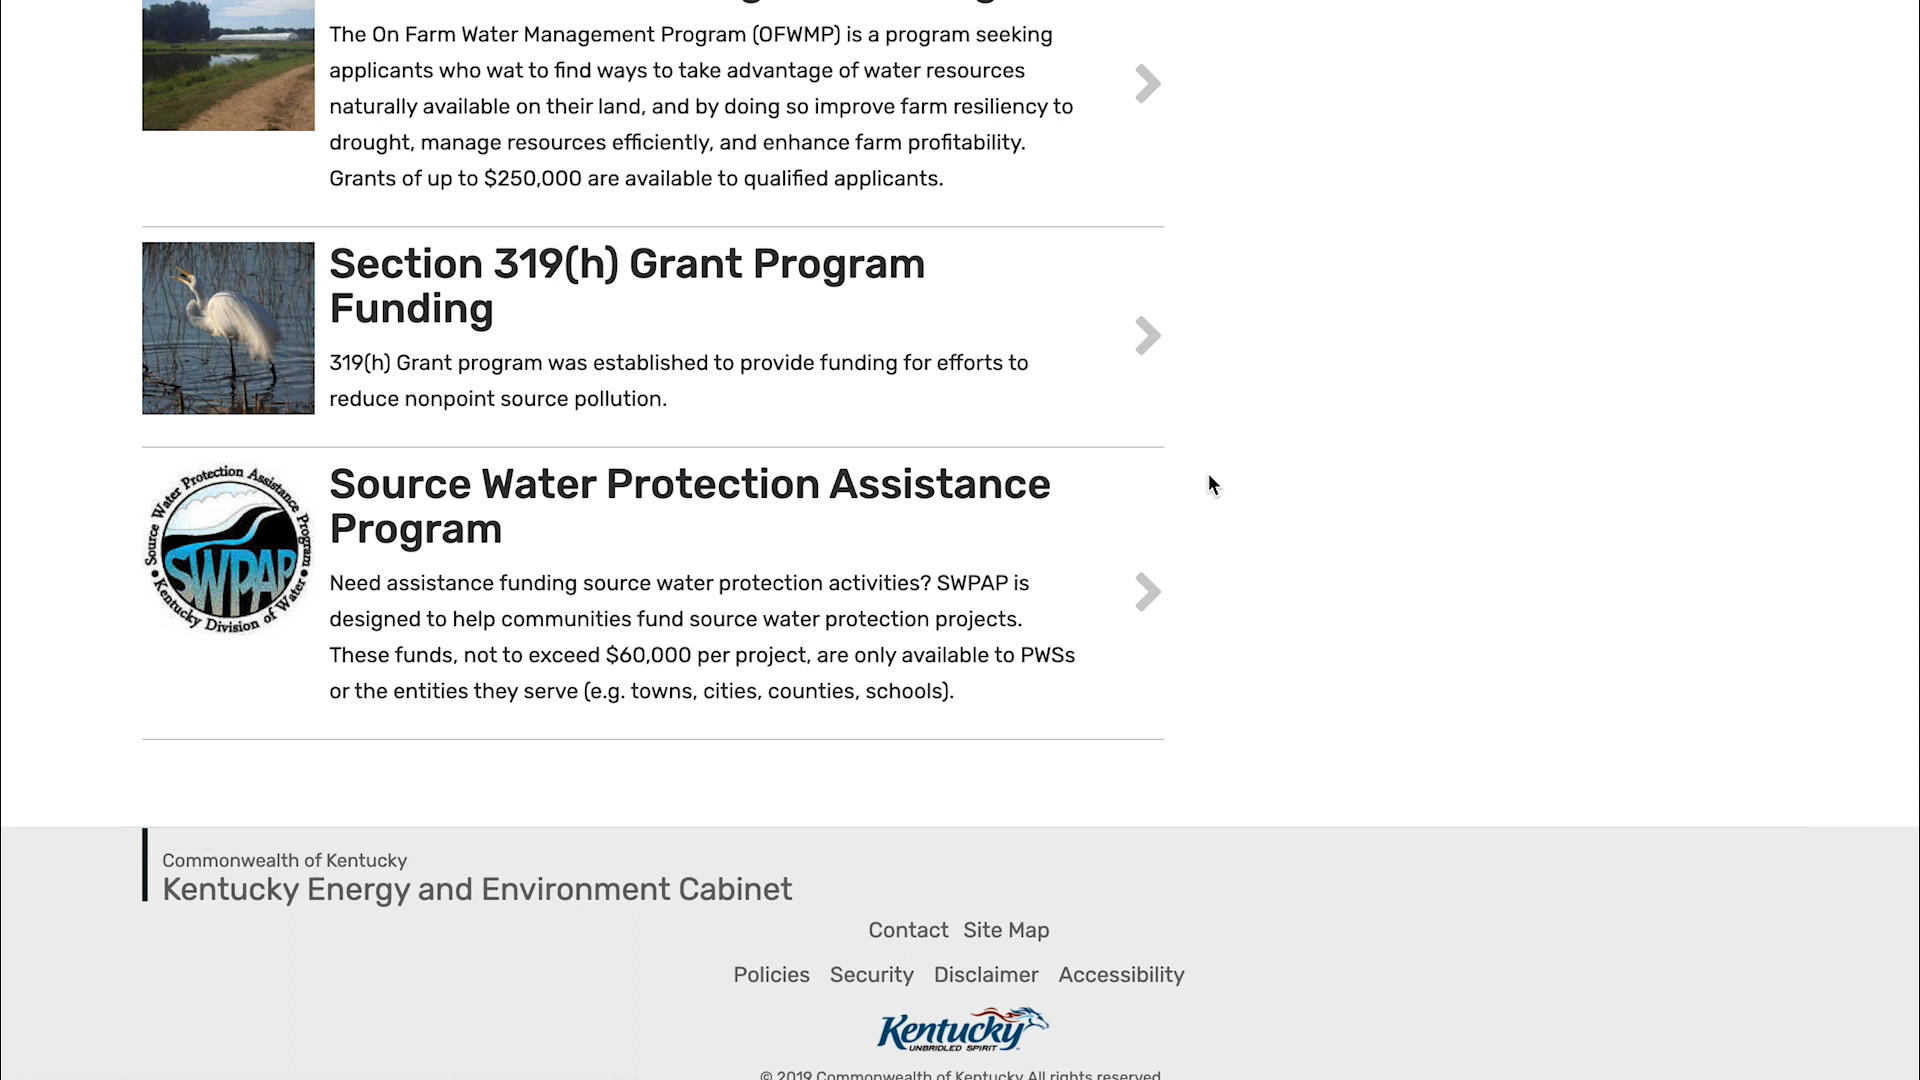 The On Farm Water Management Program (OFWMP) is a program seeking
applicants who wat to find ways to take advantage of water resources
naturally available on their land, and by doing so improve farm resiliency to
drought, manage resources efficiently, and enhance farm profitability.
Grants of up to $250,000 are available to qualified applicants.
Section 319(h) Grant Program
Funding
319(h) Grant program was established to provide funding for efforts to
reduce nonpoint source pollution.
Source Water Protection Assistance Program
SWPAP
Kentucky Division of Water
Source Water Protection Assistance
Program
Need assistance funding source water protection activities? SWPAP is
designed to help communities fund source water protection projects.
These funds, not to exceed $60,000 per project, are only available to PWSs
or the entities they serve (e.g. towns, cities, counties, schools).
Commonwealth of Kentucky
Kentucky Energy and Environment Cabinet
Contact Site Map
Policies Security Disclaimer Accessibility
Kentucky
UNBRIDLED SPIRIT
© 2019 Commonwealth of Kentucky All rights reserved